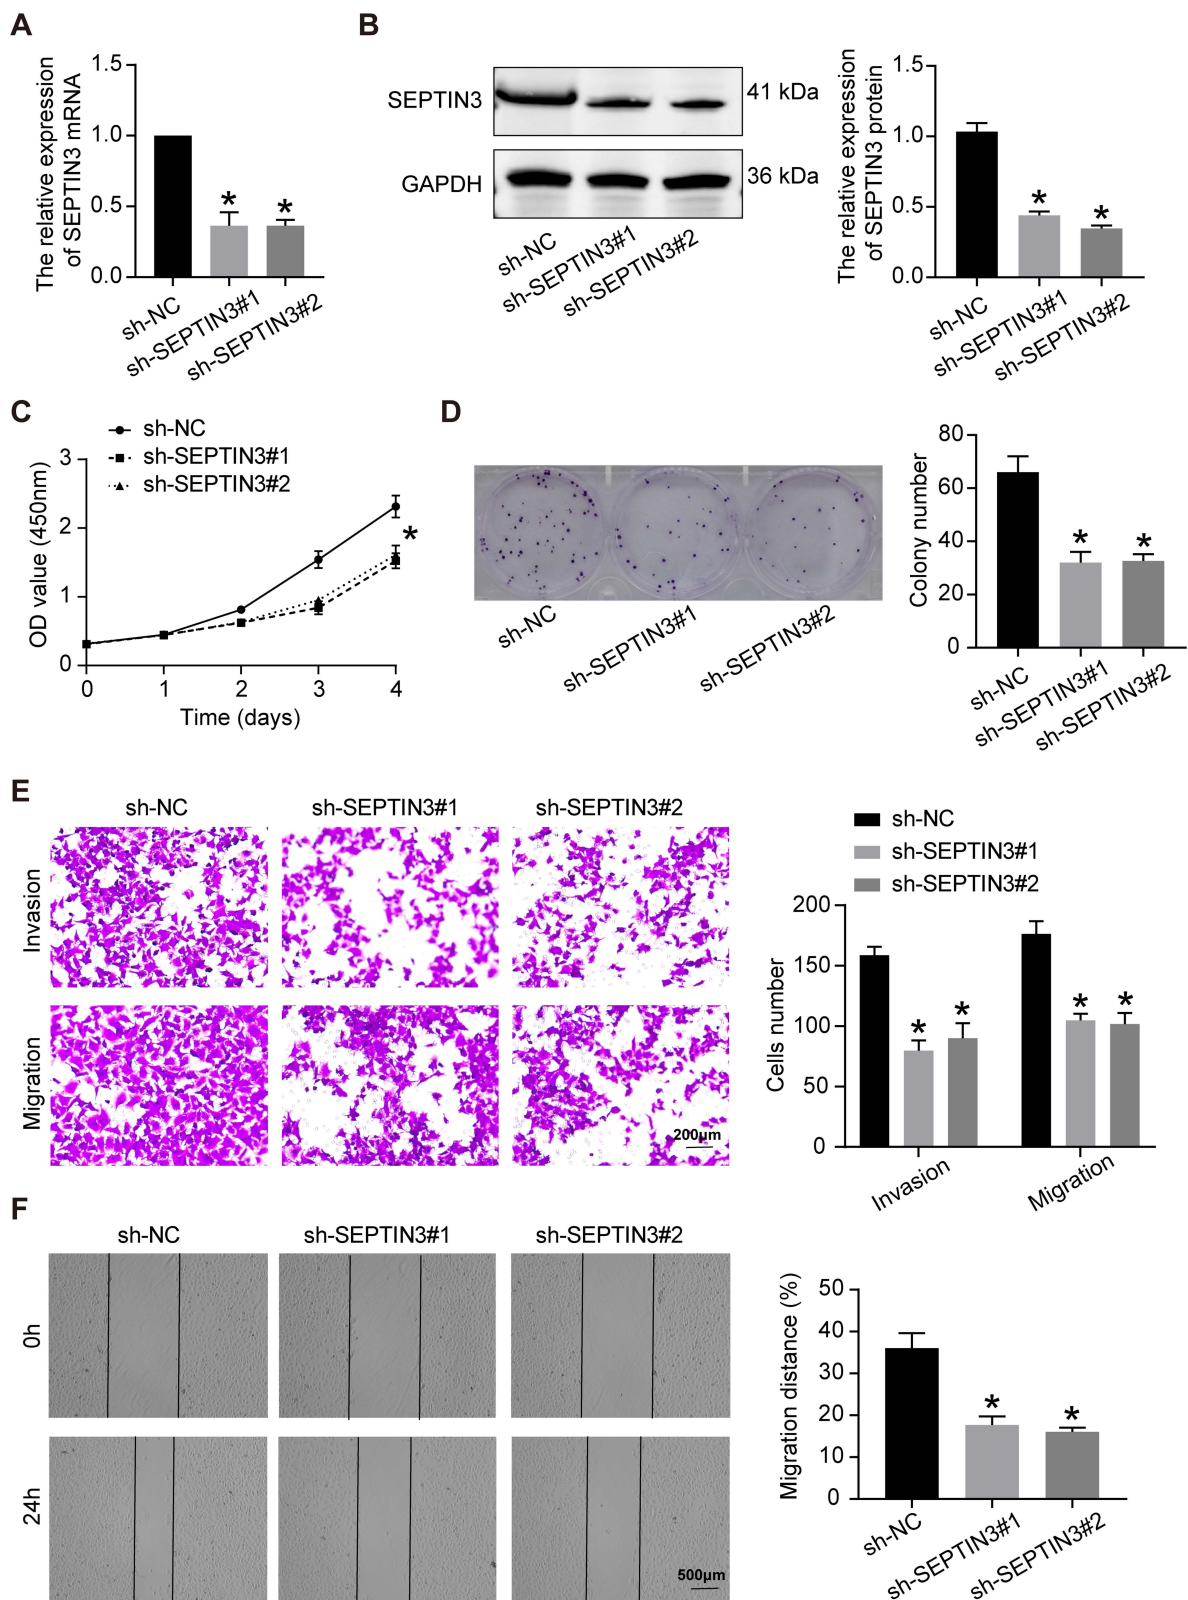 A
The relative expression
of SEPTIN3 mRNA
1.5
1.0
0.5
0.0
*
*
sh-NC
sh-SEPTIN3#1
sh-SEPTIN3#2
B
SEPTIN3
41 kDa
GAPDH
36 kDa
sh-NC
sh-SEPTIN3#1
sh-SEPTIN3#2
The relative expression
of SEPTIN3 protein
1.5
1.0
0.5
0.0
*
*
sh-NC
sh-SEPTIN3#1
sh-SEPTIN3#2
C
sh-NC
sh-SEPTIN3#1
sh-SEPTIN3#2
OD value (450nm)
3
2
1
0
*
0 1 2 3 4
Time (days)
D
sh-NC
sh-SEPTIN3#1
sh-SEPTIN3#2
Colony number
80
60
40
20
0
*
*
sh-NC
sh-SEPTIN3#1
sh-SEPTIN3#2
E
sh-NC sh-SEPTIN3#1 sh-SEPTIN3#2
Invasion
Migration
200μm
sh-NC
sh-SEPTIN3#1
sh-SEPTIN3#2
Cells number
200
150
100
50
0
* *
* *
Invasion
Migration
F
sh-NC sh-SEPTIN3#1 sh-SEPTIN3#2
0h
24h
500μm
Migration distance (%)
50
40
30
20
10
0
*
*
sh-NC
sh-SEPTIN3#1
sh-SEPTIN3#2